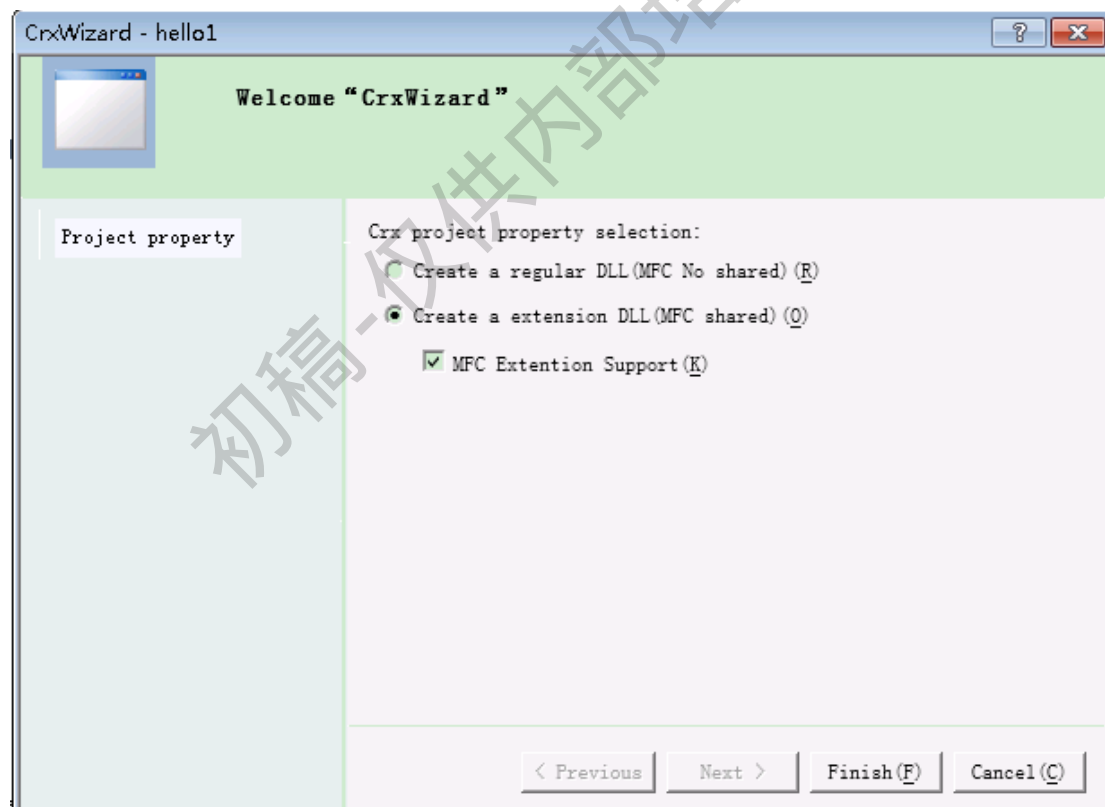 CrxWizard - hello1
Welcome “CrxWizard”
Project property
Crx project property selection:
Create a regular DLL(MFC No shared)(R)
Create a extension DLL(MFC shared)(O)
MFC Extention Support(K)
< Previous
Next >
Finish(F)
Cancel(C)
初稿-仅供内部培